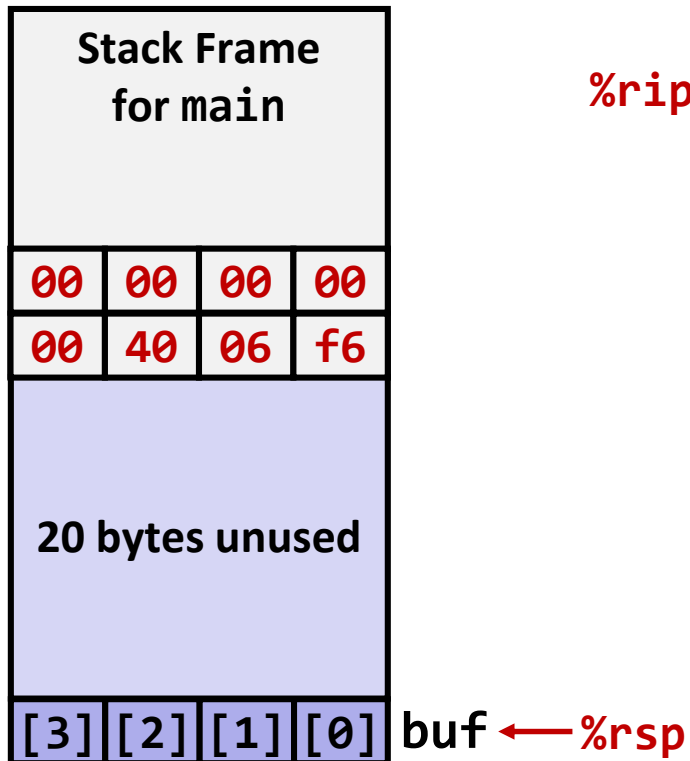 Stack Frame
for main
%rip
00 00 00 00
00 40 06 f6
20 bytes unused
[3] [2] [1] [0] buf %rsp